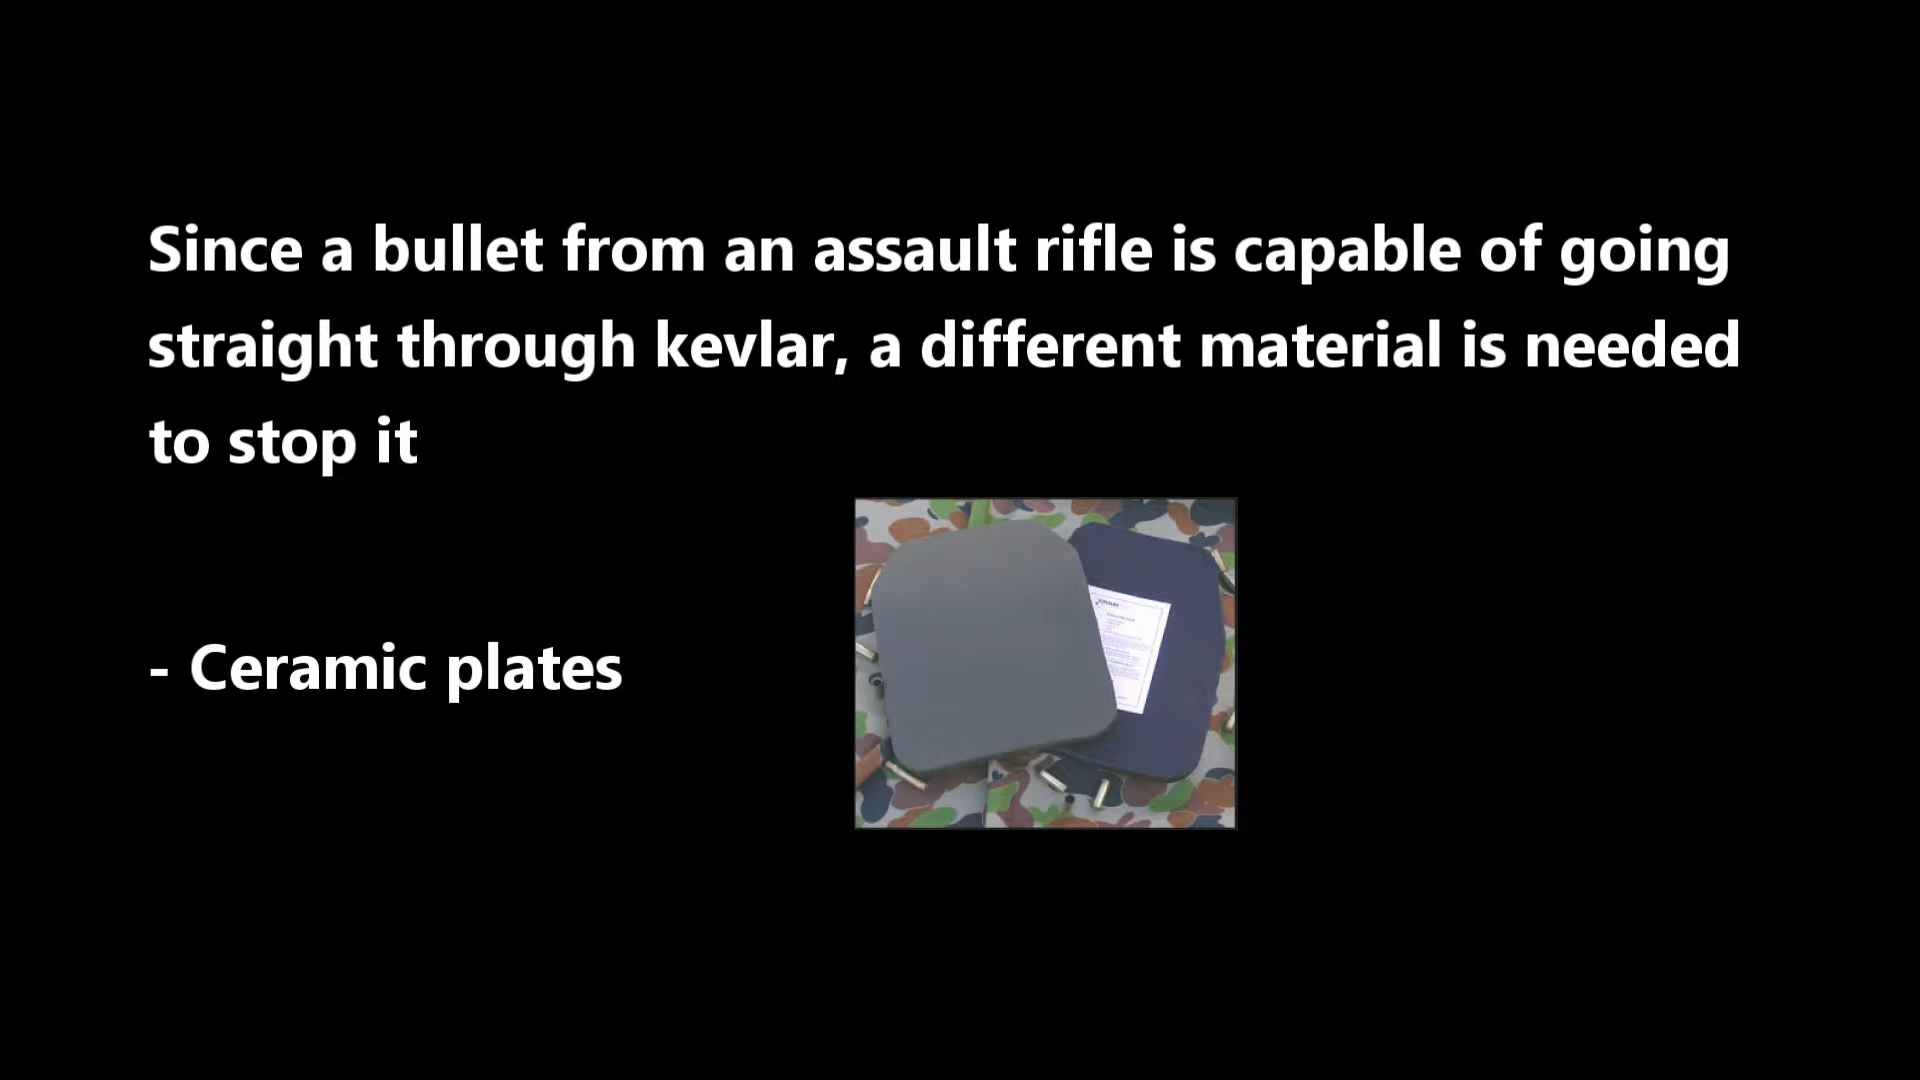 Since a bullet from an assault rifle is capable of going
straight through kevlar, a different material is needed
to stop it
- Ceramic plates